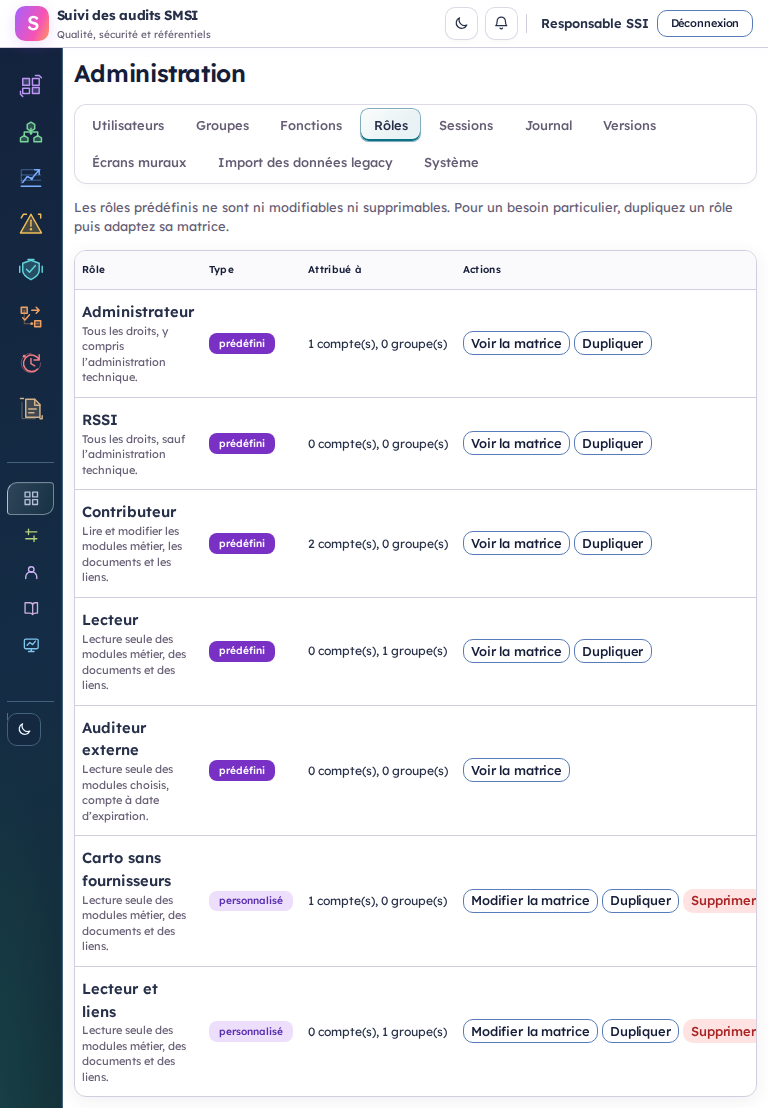 S
Suivi des audits SMSI
Qualité, sécurité et référentiels
Responsable SSI
Déconnexion
Administration
Utilisateurs Groupes Fonctions Rôles Sessions Journal Versions
Écrans muraux Import des données legacy Système
Les rôles prédéfinis ne sont ni modifiables ni supprimables. Pour un besoin particulier, dupliquez un rôle
puis adaptez sa matrice.
Rôle Type Attribué à Actions
Administrateur
Tous les droits, y
compris
l'administration
technique.
prédéfini 1 compte(s), 0 groupe(s) Voir la matrice Dupliquer
RSSI
Tous les droits, sauf
l'administration
technique.
prédéfini 0 compte(s), 0 groupe(s) Voir la matrice Dupliquer
Contributeur
Lire et modifier les
modules métier, les
documents et les
liens.
prédéfini 2 compte(s), 0 groupe(s) Voir la matrice Dupliquer
Lecteur
Lecture seule des
modules métier, des
documents et des
liens.
prédéfini 0 compte(s), 1 groupe(s) Voir la matrice Dupliquer
Auditeur
externe
Lecture seule des
modules choisis,
compte à date
d'expiration.
prédéfini 0 compte(s), 0 groupe(s) Voir la matrice
Carto sans
fournisseurs
Lecture seule des
modules métier, des
documents et des
liens.
personnalisé 1 compte(s), 0 groupe(s) Modifier la matrice Dupliquer Supprimer
Lecteur et
liens
Lecture seule des
modules métier, des
documents et des
liens.
personnalisé 0 compte(s), 1 groupe(s) Modifier la matrice Dupliquer Supprimer